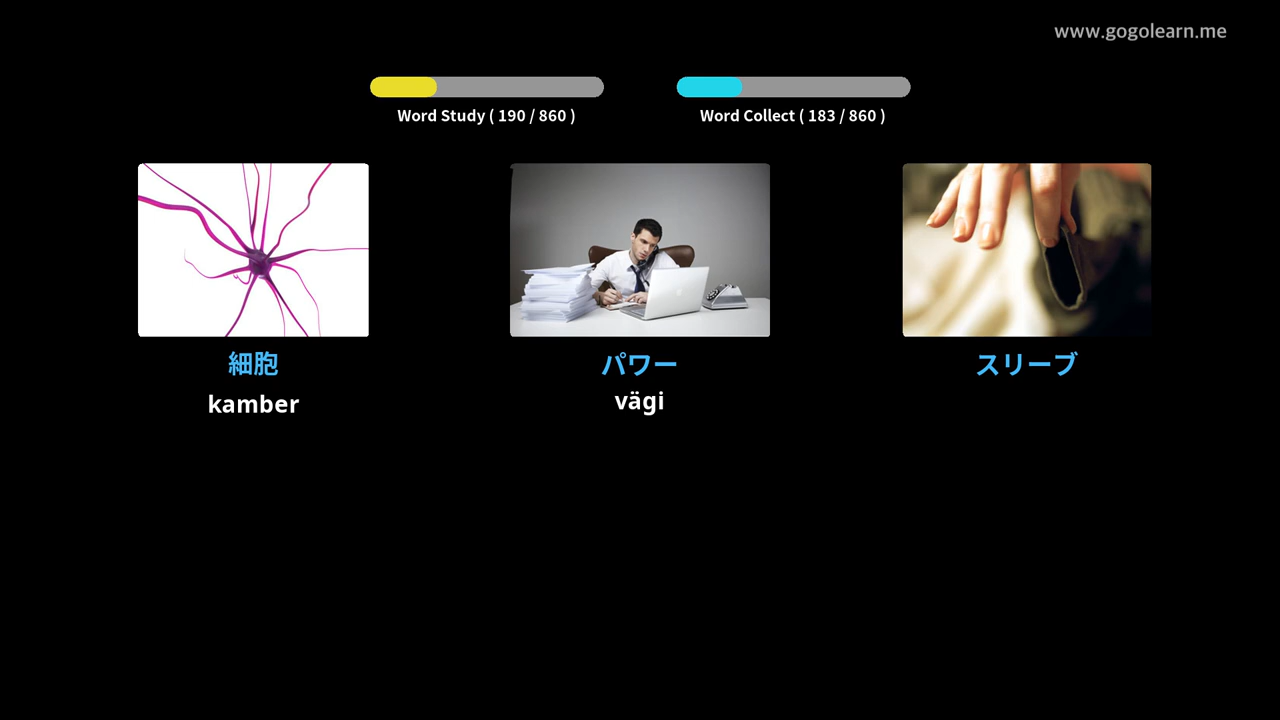 www.gogolearn.me
Word Study ( 190 / 860 )
Word Collect ( 183 / 860 )
細胞
パワー
スリーブ
kamber
vägi